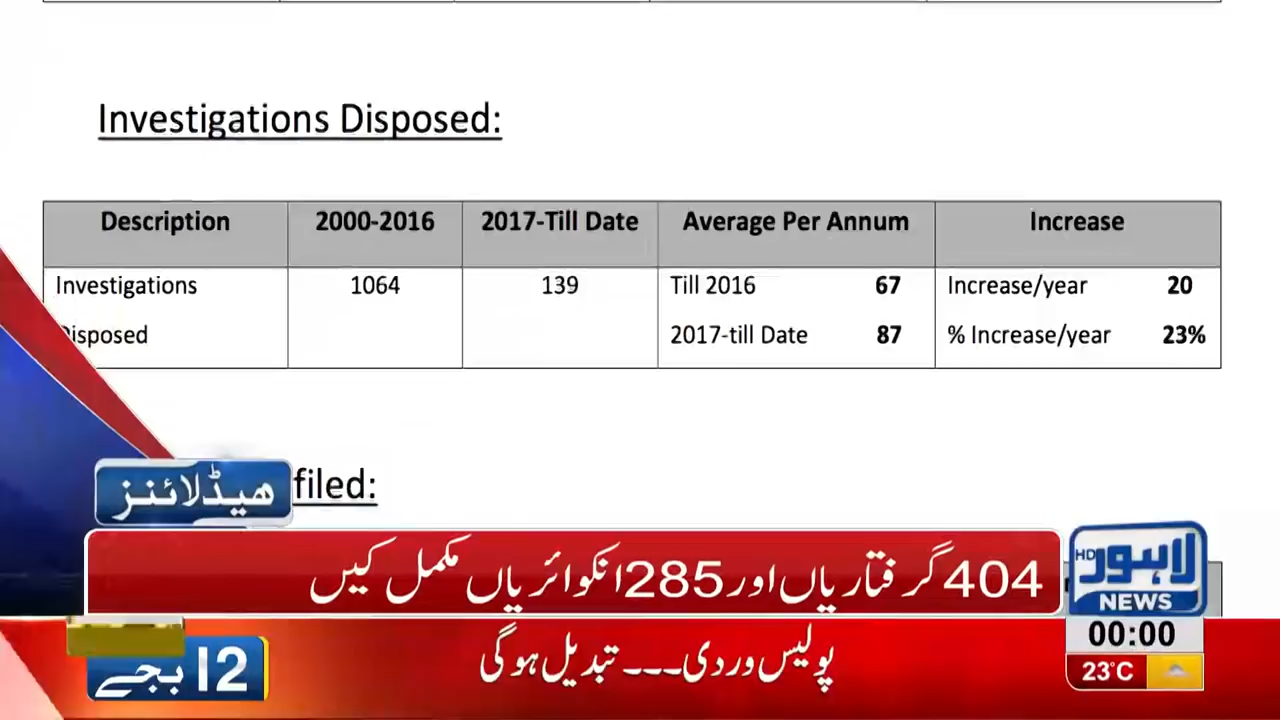 Investigations Disposed:
Description 2000-2016 2017-Till Date Average Per Annum Increase
Investigations 1064 139 Till 2016 67 Increase/year 20
Disposed 2017-till Date 87 % Increase/year 23%
filed:
ھیڈلائنز
404 گرفتاریاں اور 285 انکوائریاں مکمل کیں
لاہور HD
NEWS
00:00
پولیس وردی۔۔۔ تبدیل ہوگی
12 بجے
23°C